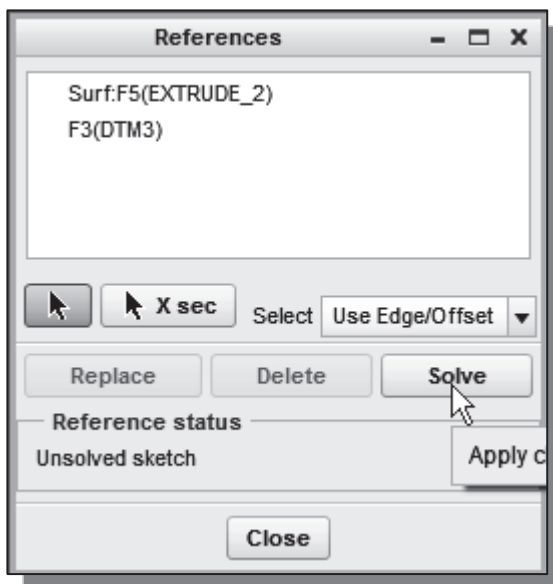 References
Surf:F5(EXTRUDE_2)
F3(DTM3)
X sec Select Use Edge/Offset
Replace Delete Solve
Reference status
Unsolved sketch
Apply c
Close